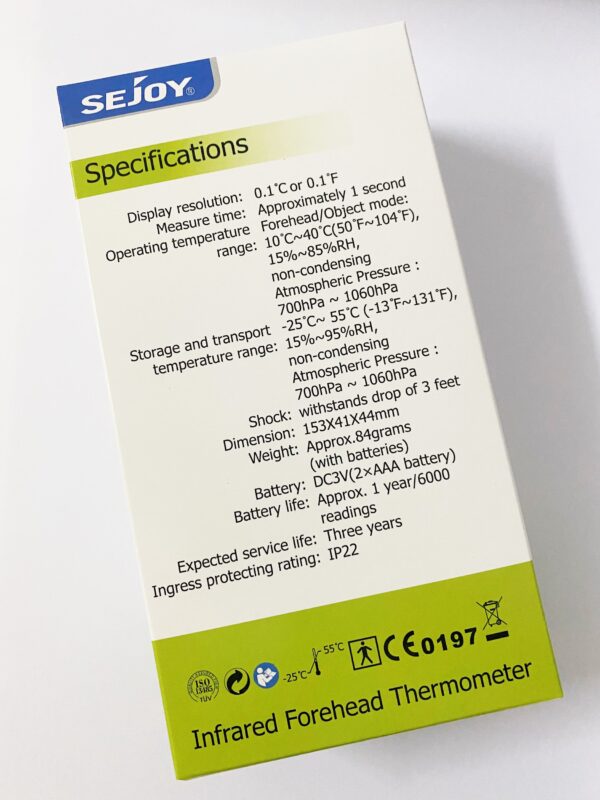 SEJOY®
Specifications
Display resolution: 0.1℃ or 0.1℉
Measure time: Approximately 1 second
Operating temperature Forehead/Object mode:
range: 10℃~40℃(50℉~104℉),
15%~85%RH,
non-condensing
Atmospheric Pressure :
700hPa ~ 1060hPa
Storage and transport -25℃~ 55℃ (-13℉~131℉),
temperature range: 15%~95%RH,
non-condensing
Atmospheric Pressure :
700hPa ~ 1060hPa
Shock: withstands drop of 3 feet
Dimension: 153X41X44mm
Weight: Approx.84grams
(with batteries)
Battery: DC3V(2×AAA battery)
Battery life: Approx. 1 year/6000
readings
Expected service life: Three years
Ingress protecting rating: IP22
ISO
13485
TÜV
-25℃
55℃
CE0197
Infrared Forehead Thermometer